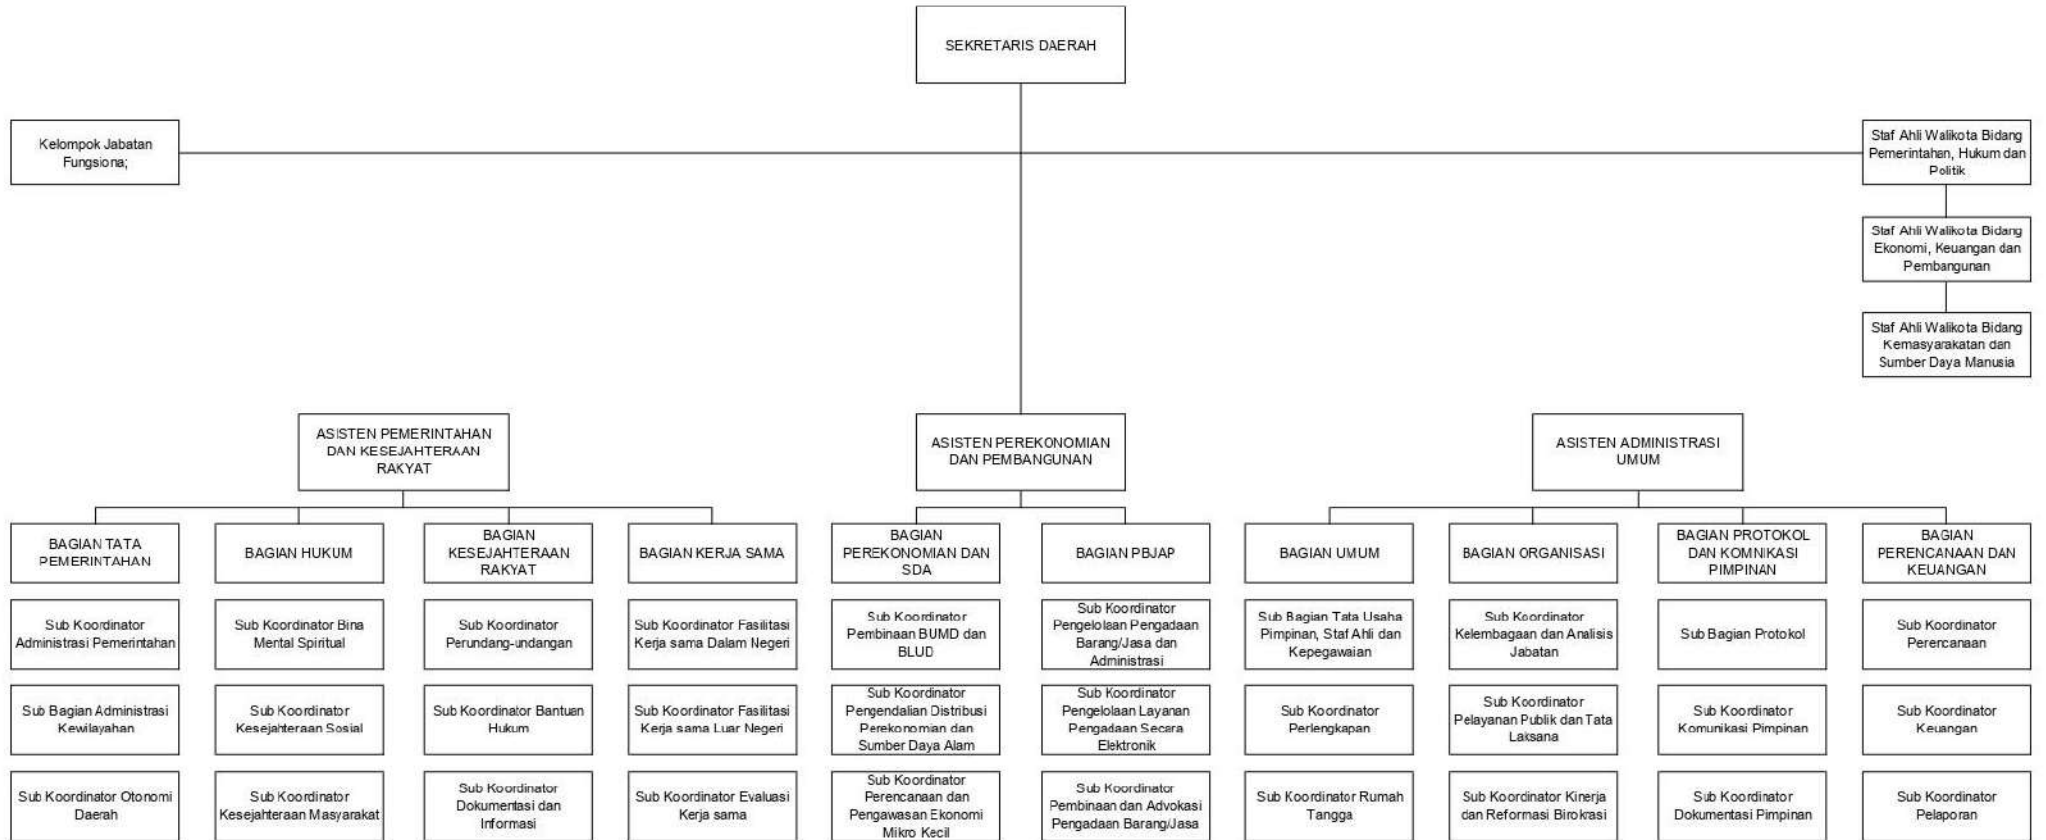 SEKRETARIS DAERAH
Kelompok Jabatan
Fungsiona;
Staf Ahli Walikota Bidang
Pemerintahan, Hukum dan
Politik
Staf Ahli Walikota Bidang
Ekonomi, Keuangan dan
Pembangunan
Staf Ahli Walikota Bidang
Kemasyarakatan dan
Sumber Daya Manusia
ASISTEN PEMERINTAHAN
DAN KESEJAHTERAAN
RAKYAT
ASISTEN PEREKONOMIAN
DAN PEMBANGUNAN
ASISTEN ADMINISTRASI
UMUM
BAGIAN TATA
PEMERINTAHAN
BAGIAN HUKUM
BAGIAN
KESEJAHTERAAN
RAKYAT
BAGIAN KERJA SAMA
BAGIAN
PEREKONOMIAN DAN
SDA
BAGIAN PBJAP
BAGIAN UMUM
BAGIAN ORGANISASI
BAGIAN PROTOKOL
DAN KOMNIKASI
PIMPINAN
BAGIAN
PERENCANAAN DAN
KEUANGAN
Sub Koordinator
Administrasi Pemerintahan
Sub Koordinator Bina
Mental Spiritual
Sub Koordinator
Perundang-undangan
Sub Koordinator Fasilitasi
Kerja sama Dalam Negeri
Sub Koordinator
Pembinaan BUMD dan
BLUD
Sub Koordinator
Pengelolaan Pengadaan
Barang/Jasa dan
Administrasi
Sub Bagian Tata Usaha
Pimpinan, Staf Ahli dan
Kepegawaian
Sub Koordinator
Kelembagaan dan Analisis
Jabatan
Sub Bagian Protokol
Sub Koordinator
Perencanaan
Sub Bagian Administrasi
Kewilayahan
Sub Koordinator
Kesejahteraan Sosial
Sub Koordinator Bantuan
Hukum
Sub Koordinator Fasilitasi
Kerja sama Luar Negeri
Sub Koordinator
Pengendalian Distribusi
Perekonomian dan
Sumber Daya Alam
Sub Koordinator
Pengelolaan Layanan
Pengadaan Secara
Elektronik
Sub Koordinator
Perlengkapan
Sub Koordinator
Pelayanan Publik dan Tata
Laksana
Sub Koordinator
Komunikasi Pimpinan
Sub Koordinator
Keuangan
Sub Koordinator Otonomi
Daerah
Sub Koordinator
Kesejahteraan Masyarakat
Sub Koordinator
Dokumentasi dan
Informasi
Sub Koordinator Evaluasi
Kerja sama
Sub Koordinator
Perencanaan dan
Pengawasan Ekonomi
Mikro Kecil
Sub Koordinator
Pembinaan dan Advokasi
Pengadaan Barang/Jasa
Sub Koordinator Rumah
Tangga
Sub Koordinator Kinerja
dan Reformasi Birokrasi
Sub Koordinator
Dokumentasi Pimpinan
Sub Koordinator
Pelaporan